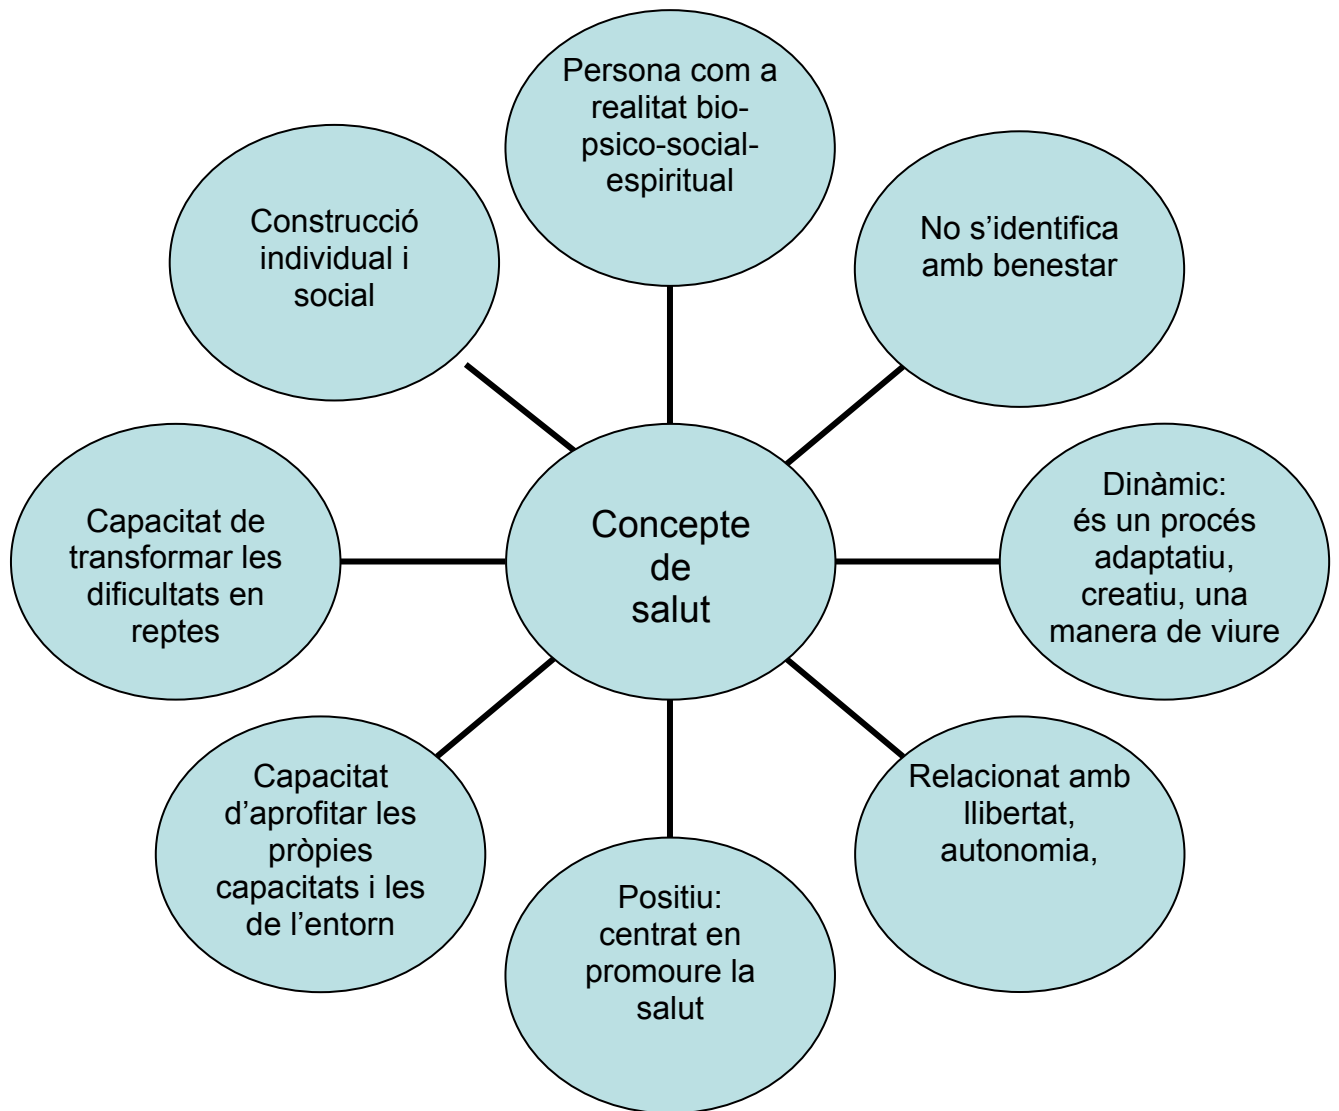 Persona com a
realitat bio-
psico-social-
espiritual
Construcció
individual i
social
No s’identifica
amb benestar
Capacitat de
transformar les
dificultats en
reptes
Concepte
de
salut
Dinàmic:
és un procés
adaptatiu,
creatiu, una
manera de viure
Capacitat
d’aprofitar les
pròpies
capacitats i les
de l’entorn
Relacionat amb
llibertat,
autonomia,
Positiu:
centrat en
promoure la
salut